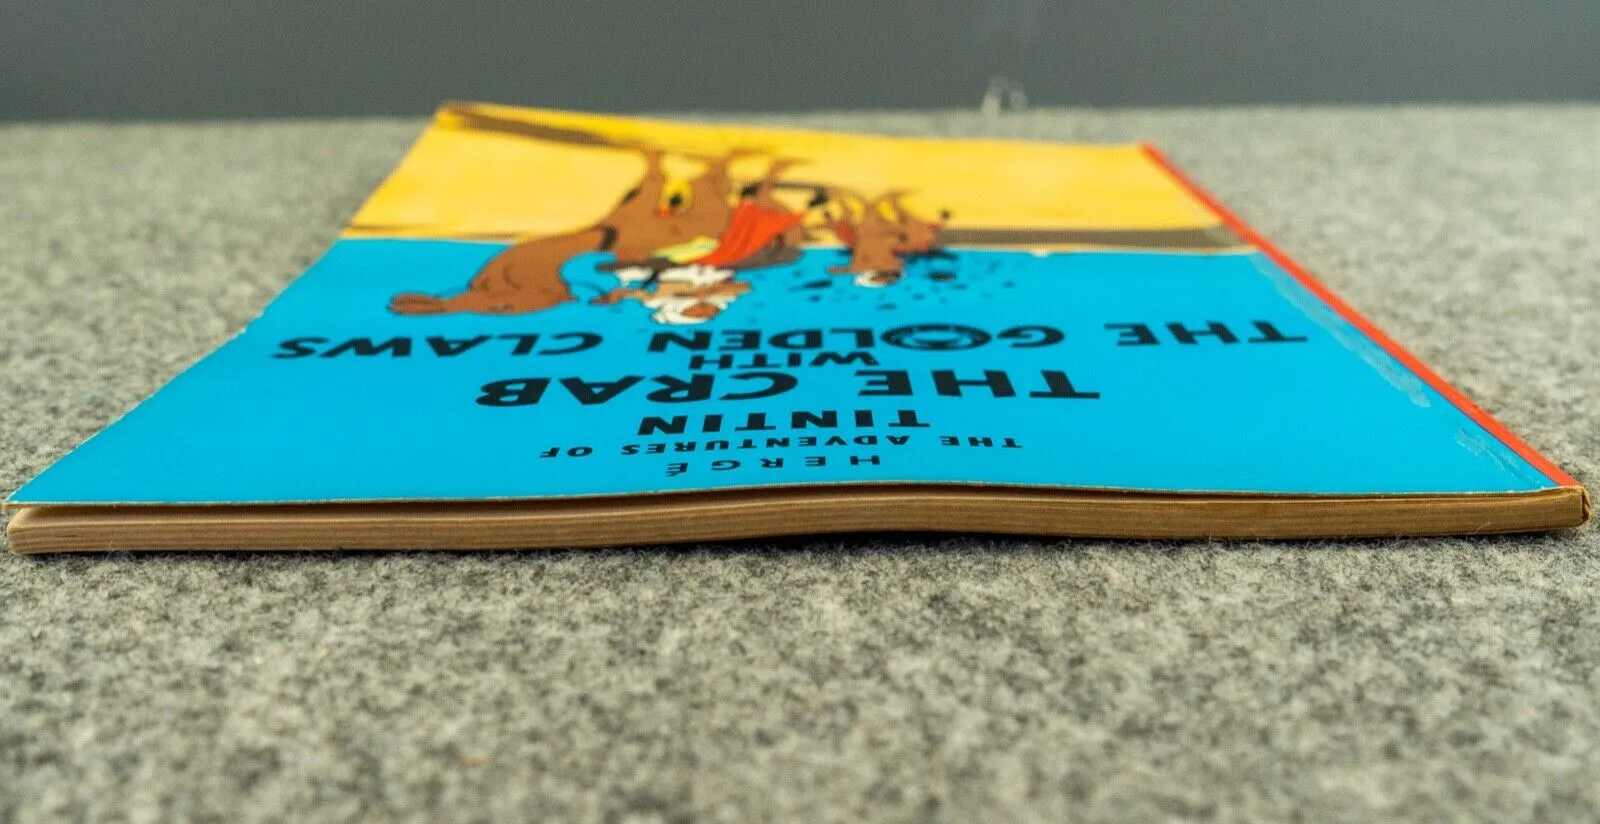 HERGÉ
THE ADVENTURES OF
TINTIN
THE CRAB
WITH
THE GOLDEN CLAWS